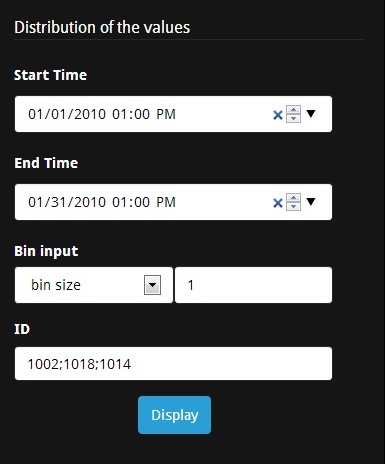 Distribution of the values
Start Time
01/01/2010 01:00 PM
End Time
01/31/2010 01:00 PM
Bin input
bin size 1
ID
1002;1018;1014
Display